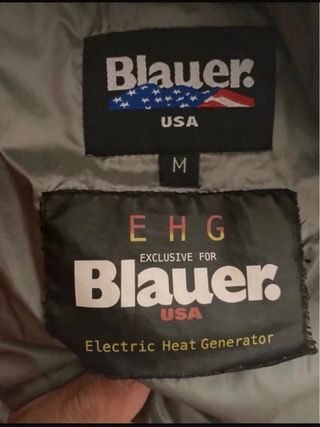 Blauer.
USA
M
E H G
EXCLUSIVE FOR
Blauer.
USA
Electric Heat Generator